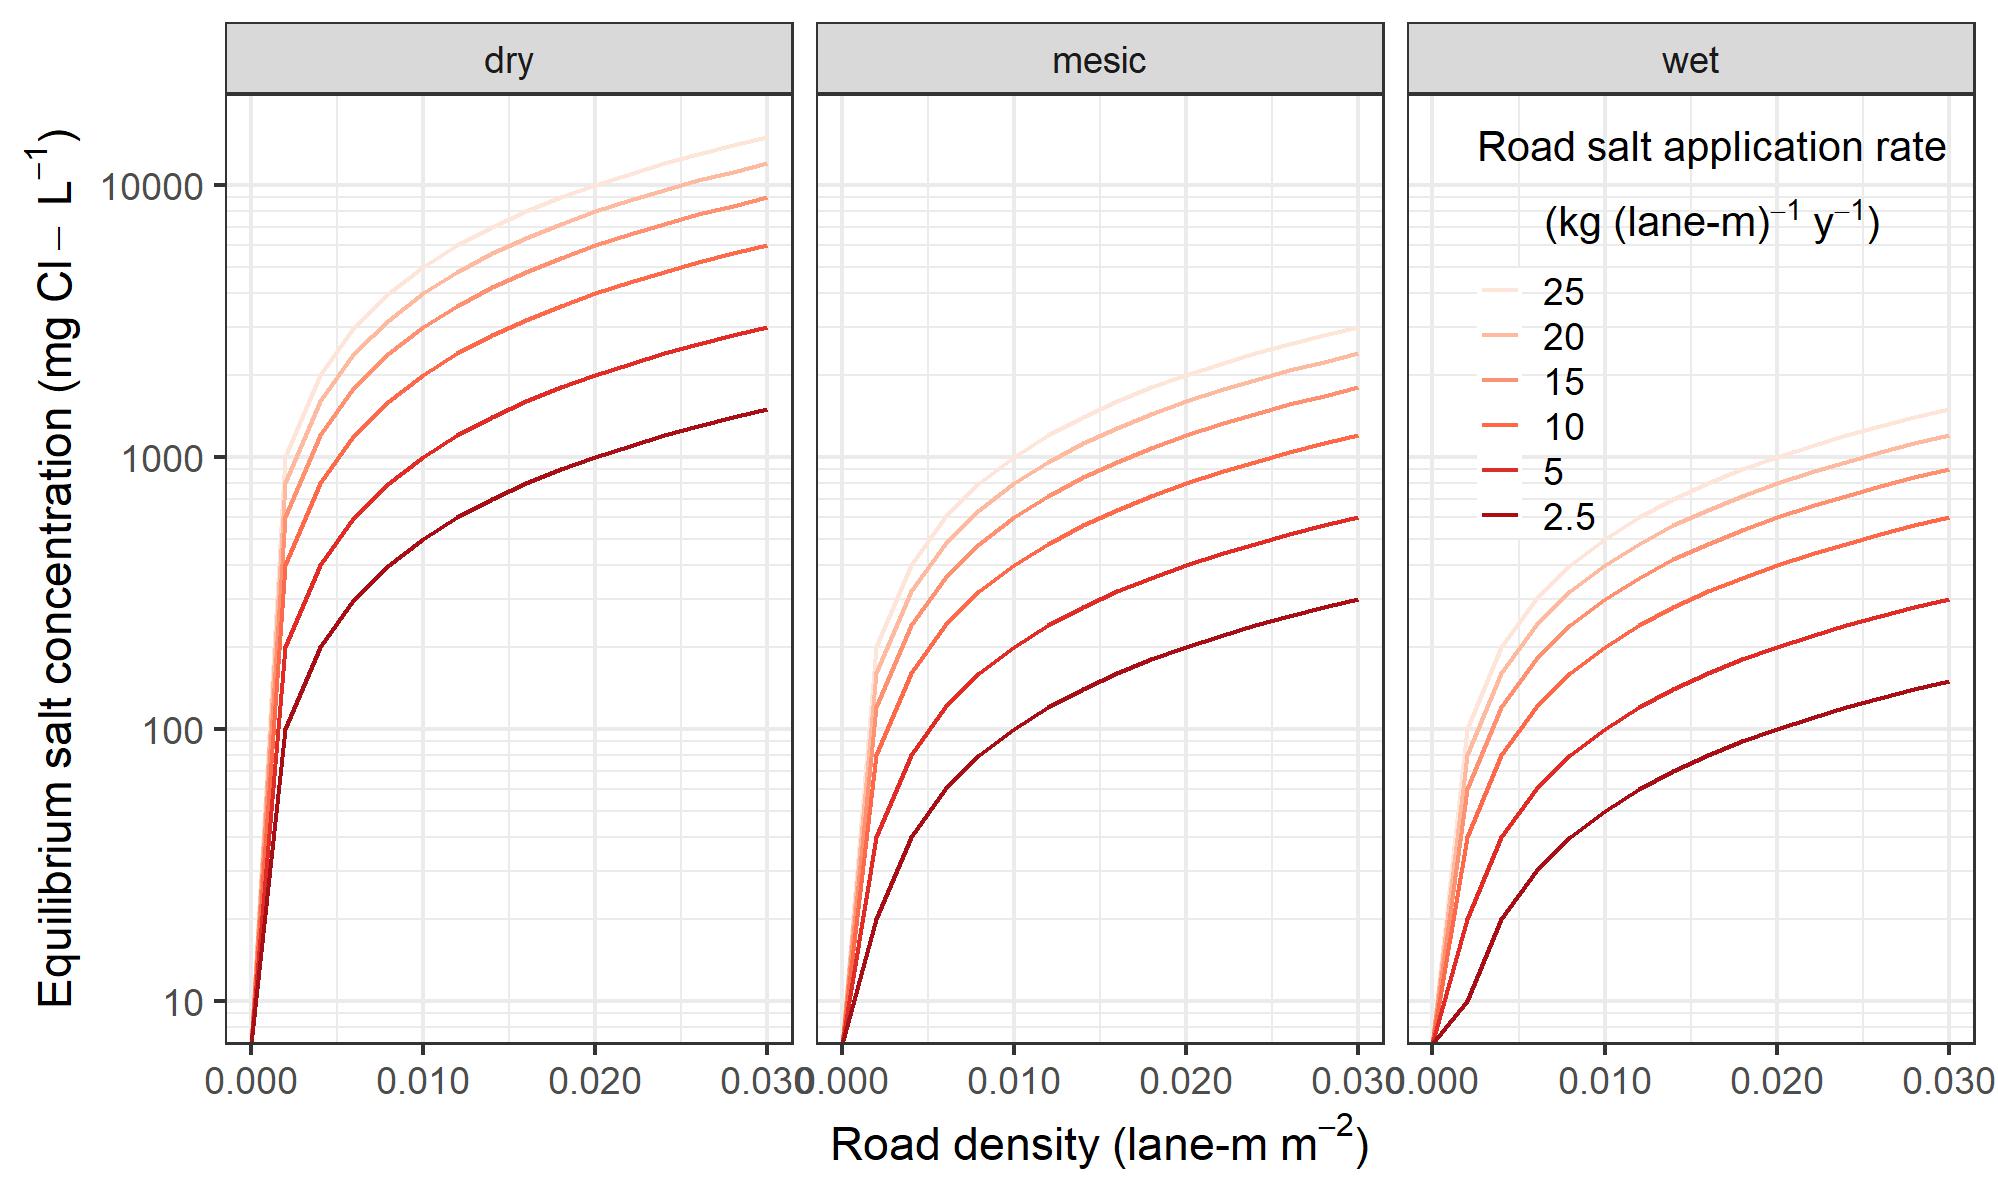 dry
mesic
wet
Equilibrium salt concentration (mg Cl − L⁻¹)
10000
1000
100
10
Road salt application rate
(kg (lane-m)⁻¹ y⁻¹)
25
20
15
10
5
2.5
0.000 0.010 0.020 0.030
0.000 0.010 0.020 0.030
0.000 0.010 0.020 0.030
Road density (lane-m m⁻²)